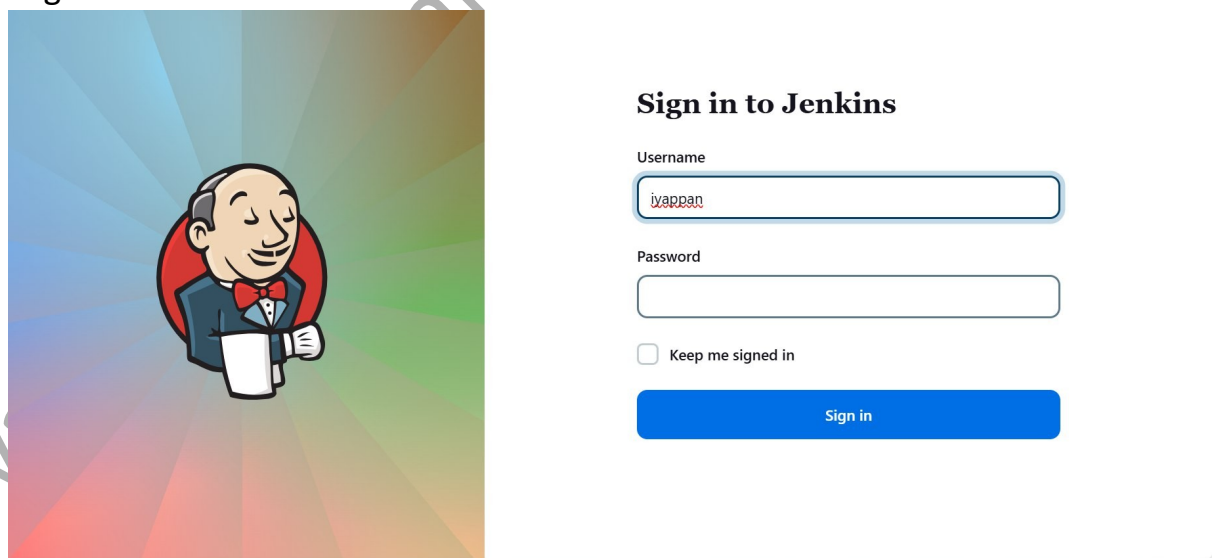 Sign in to Jenkins
Username
iyappan
Password
Keep me signed in
Sign in